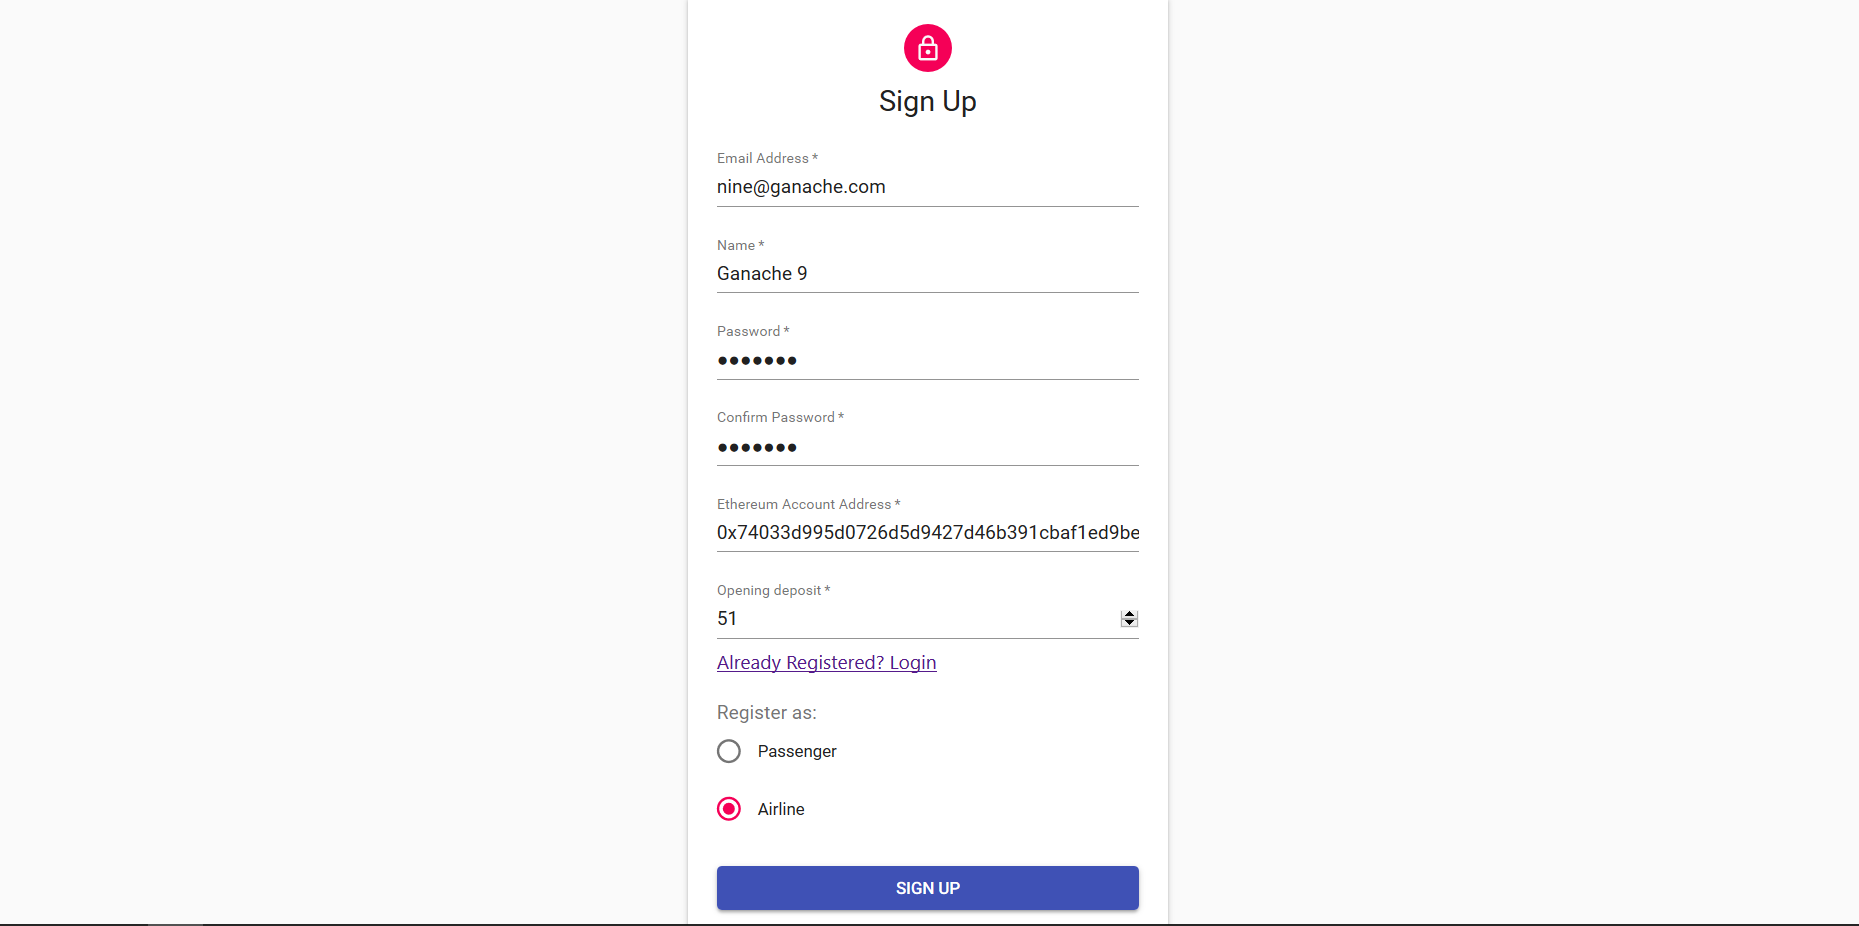 Sign Up
Email Address *
nine@ganache.com
Name *
Ganache 9
Password *
•••••••
Confirm Password *
•••••••
Ethereum Account Address *
0x74033d995d0726d5d9427d46b391cbaf1ed9be
Opening deposit *
51
Already Registered? Login
Register as:
Passenger
Airline
SIGN UP